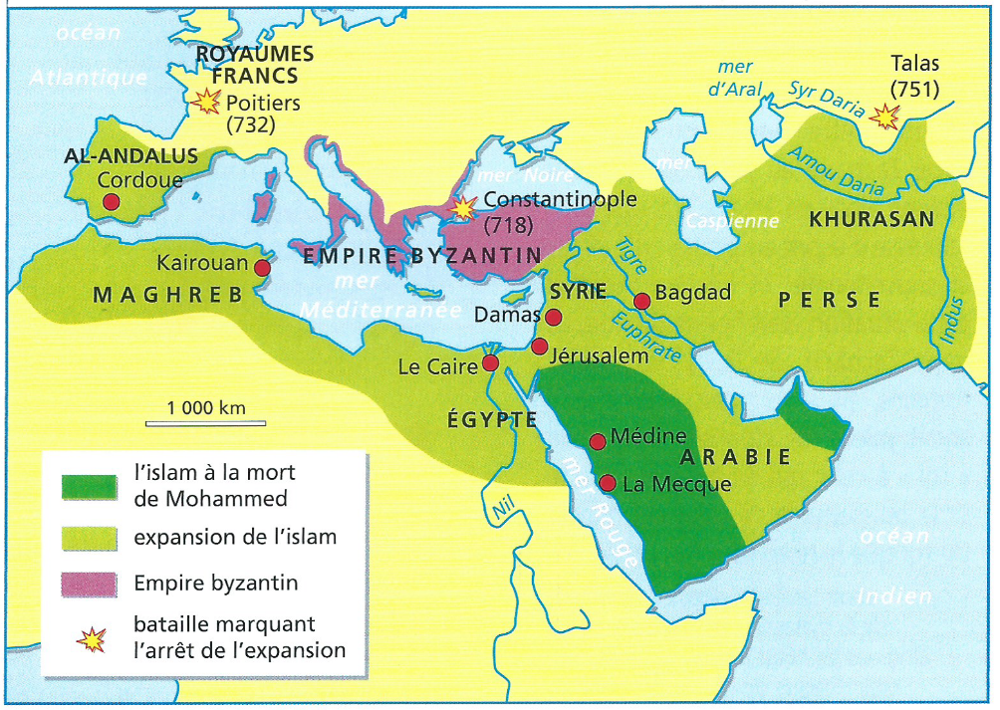 océan
Atlantique
ROYAUMES
FRANCS
Poitiers
(732)
mer
d'Aral
Syr Daria
Talas
(751)
AL-ANDALUS
Cordoue
mer Noire
Constantinople
(718)
mer
Caspienne
Amou Daria
KHURASAN
EMPIRE BYZANTIN
Kairouan
MAGHREB
mer
Méditerranée
Tigre
SYRIE
Bagdad
PERSE
Indus
Damas
Euphrate
Jérusalem
Le Caire
1 000 km
ÉGYPTE
Médine
ARABIE
La Mecque
mer Rouge
Nil
océan
Indien
l'islam à la mort
de Mohammed
expansion de l'islam
Empire byzantin
bataille marquant
l'arrêt de l'expansion